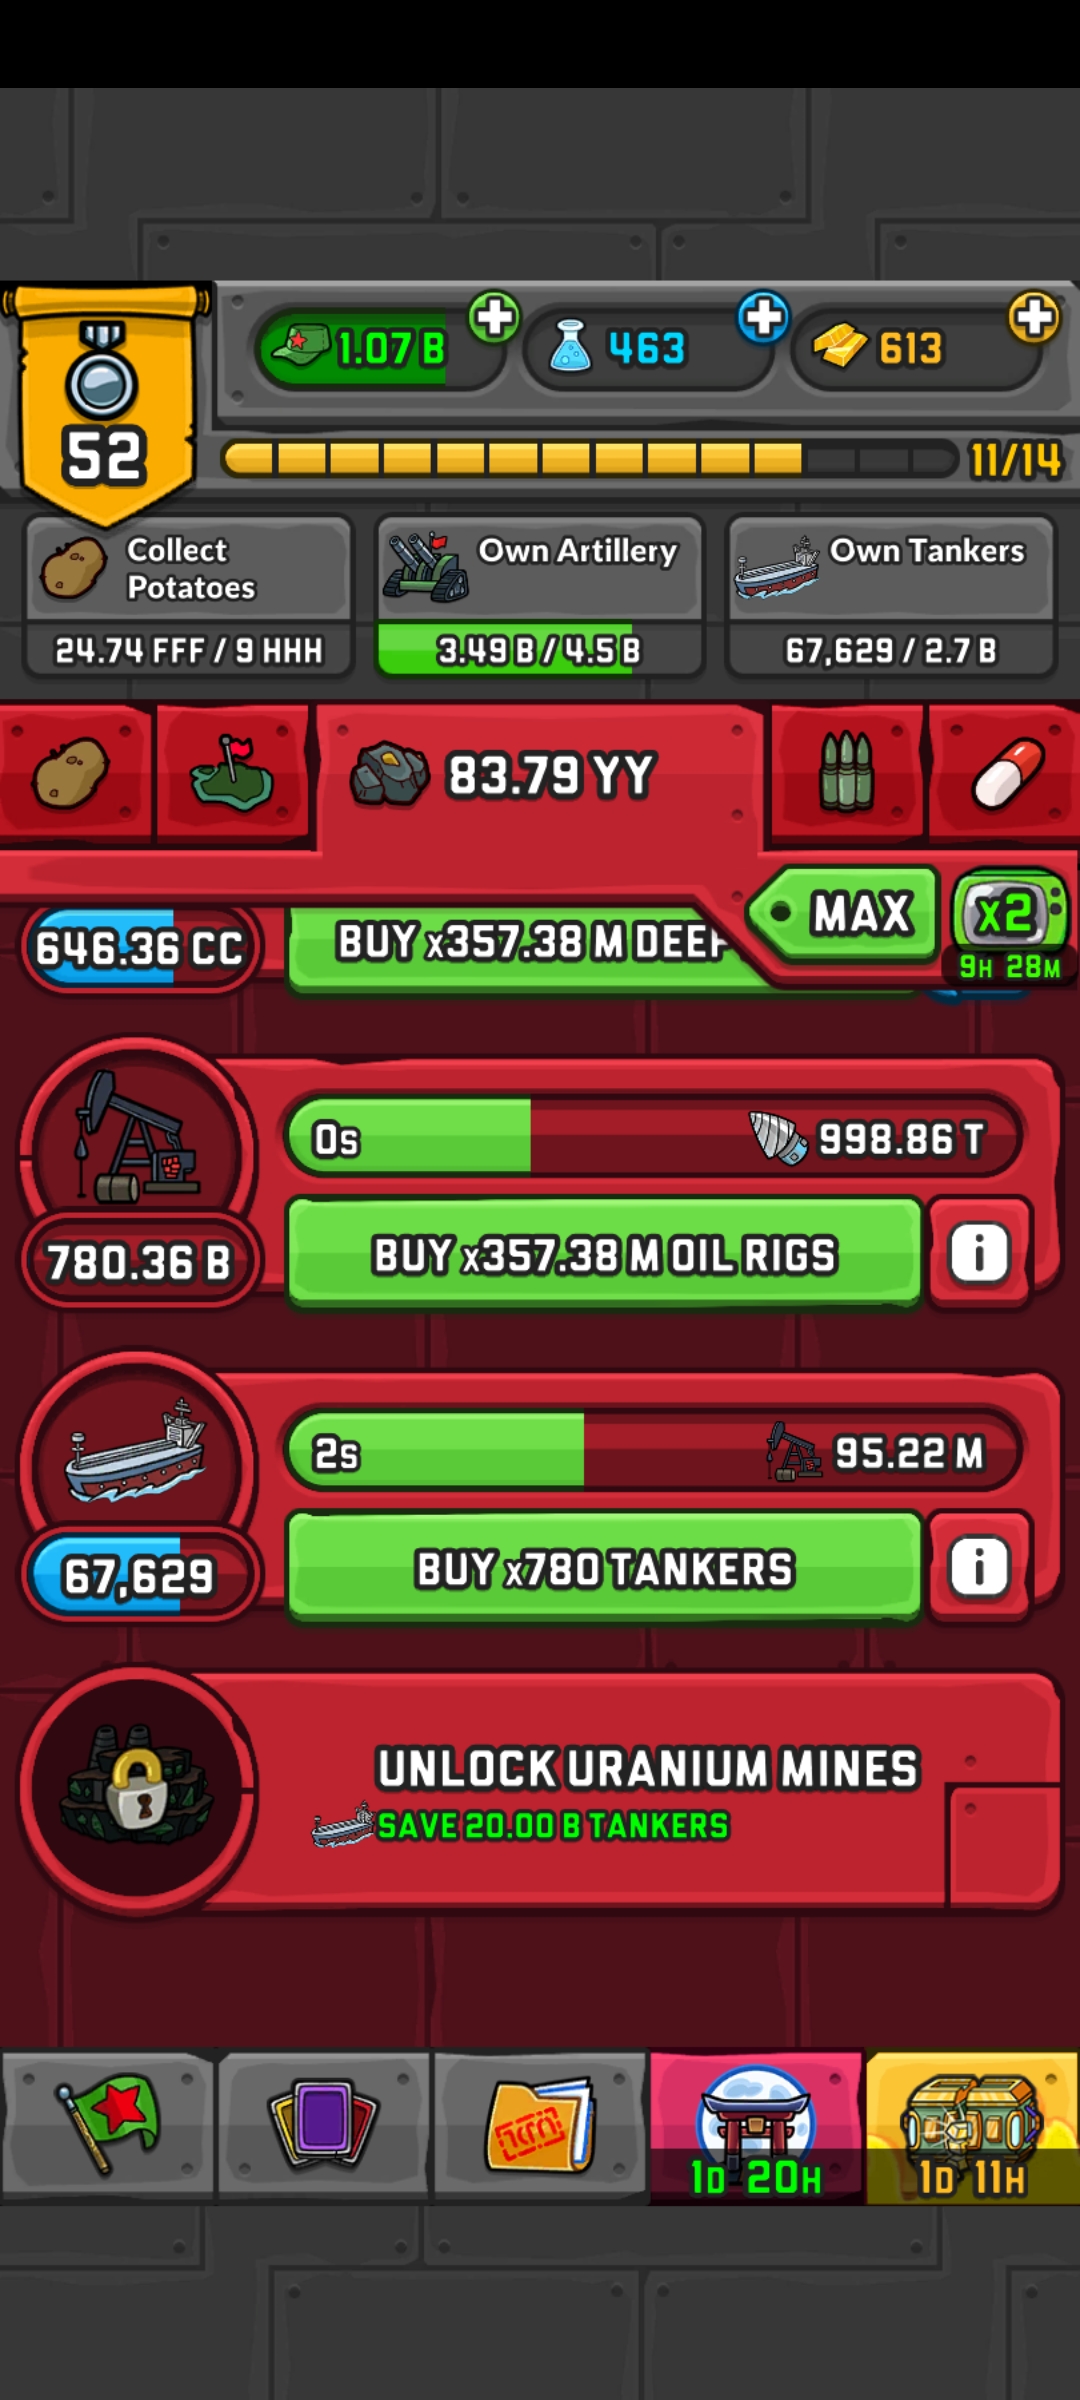 1.07 B
463
613
52
11/14
Collect
Potatoes
24.74 FFF / 9 HHH
Own Artillery
3.49 B / 4.5 B
Own Tankers
67,629 / 2.7 B
83.79 YY
MAX
x2
9H 28M
646.36 CC
BUY x357.38 M DEEP
0s
998.86 T
780.36 B
BUY x357.38 M OIL RIGS
i
2s
95.22 M
67,629
BUY x780 TANKERS
i
UNLOCK URANIUM MINES
SAVE 20.00 B TANKERS
1D 20H
1D 11H